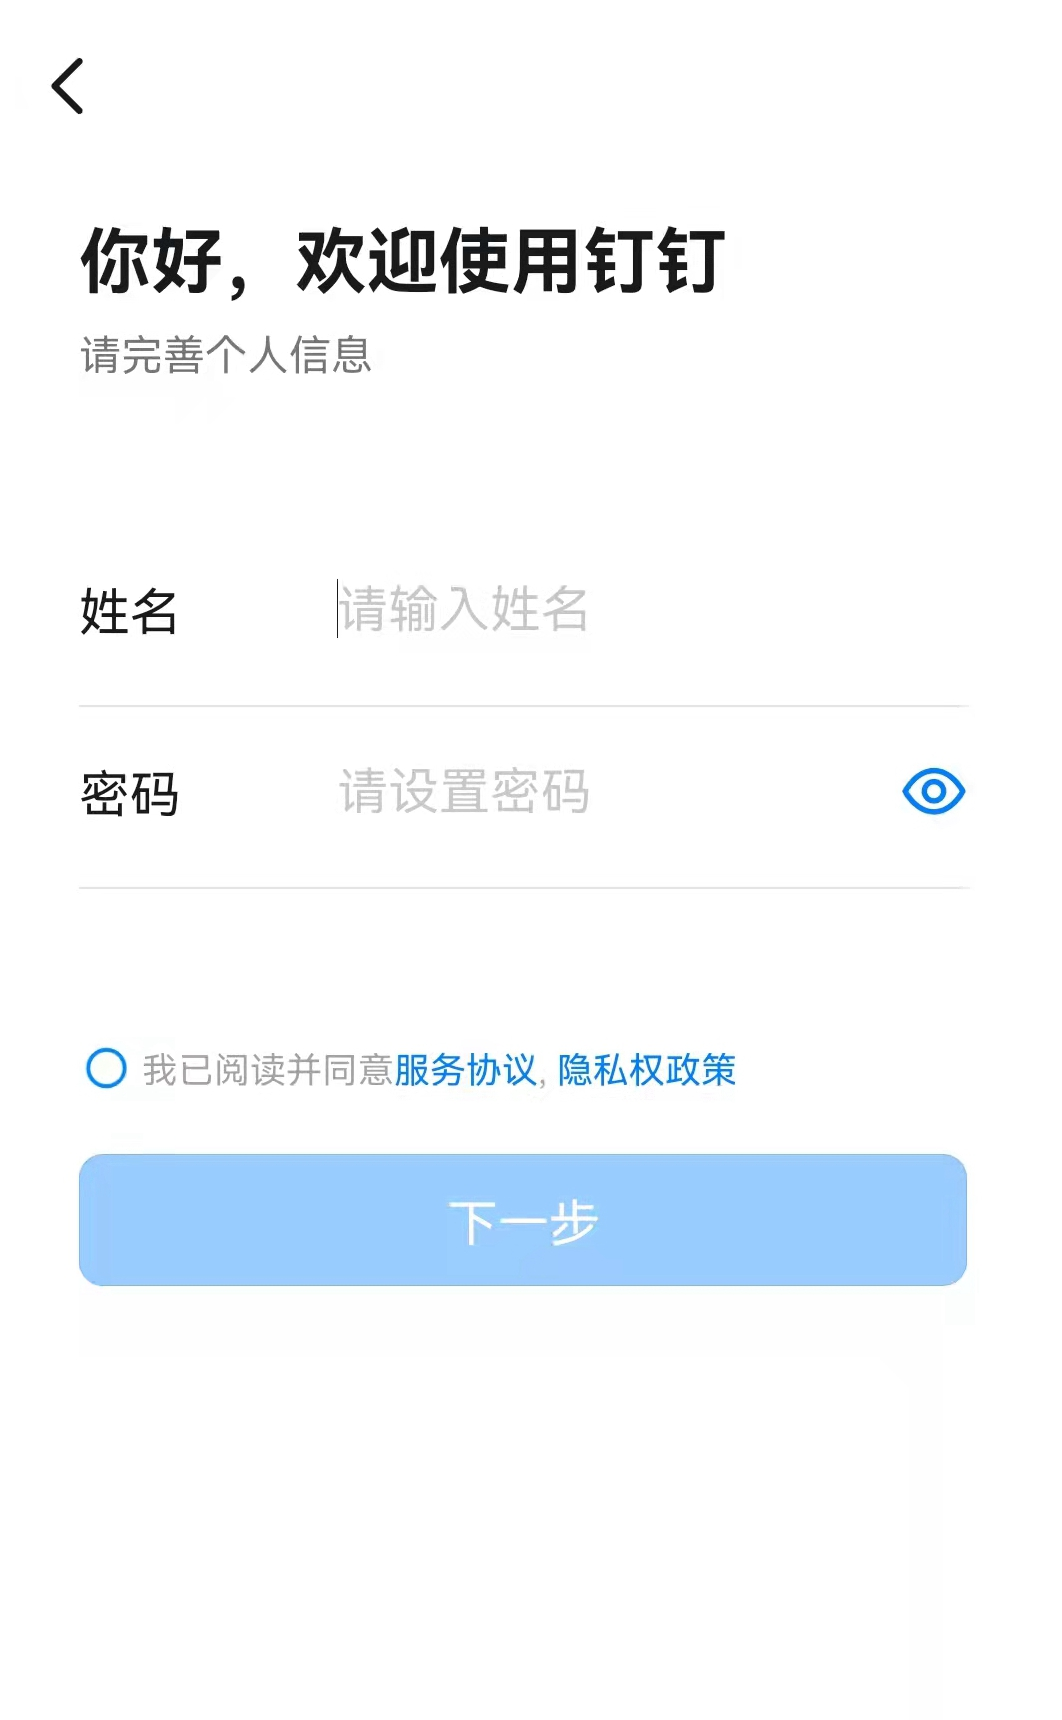 你好，欢迎使用钉钉
请完善个人信息
姓名 请输入姓名
密码 请设置密码
我已阅读并同意服务协议, 隐私权政策
下一步